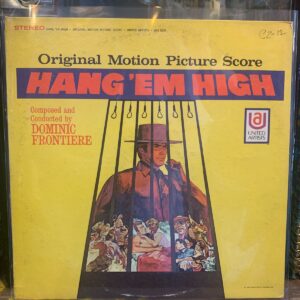 STEREO
Original Motion Picture Score
HANG 'EM HIGH
Composed and
Conducted by
DOMINIC
FRONTIERE
ua
UNITED
ARTISTS